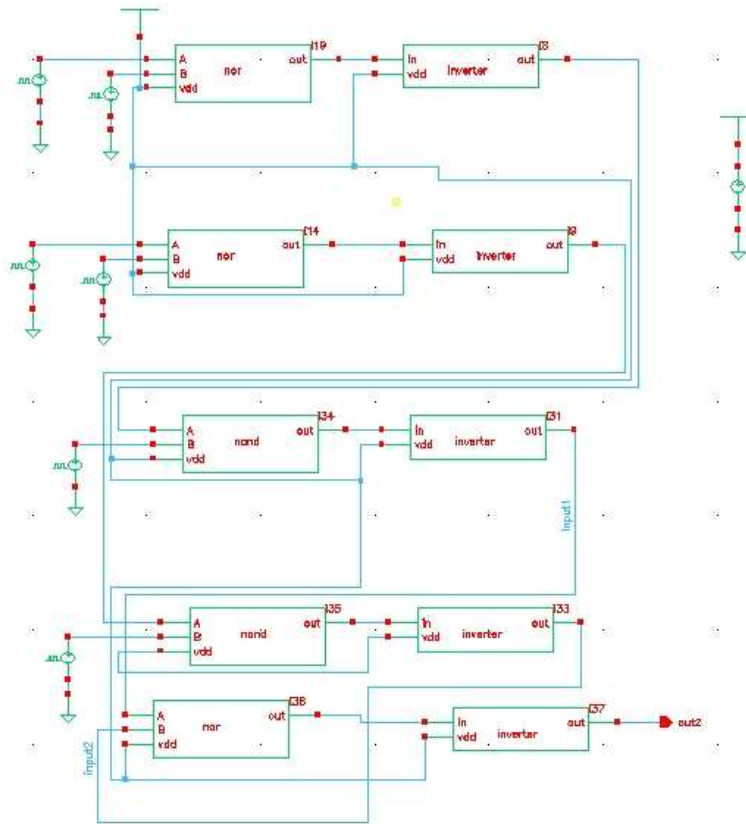 I19
A
B
vdd
nor
out
I8
In
vdd
inverter
out
I14
A
B
vdd
nor
out
I9
In
vdd
inverter
out
I34
A
B
vdd
nand
out
I31
In
vdd
inverter
out
input1
I35
A
B
vdd
nand
out
I33
In
vdd
inverter
out
I36
A
B
vdd
nor
out
I37
In
vdd
inverter
out
out2
input2